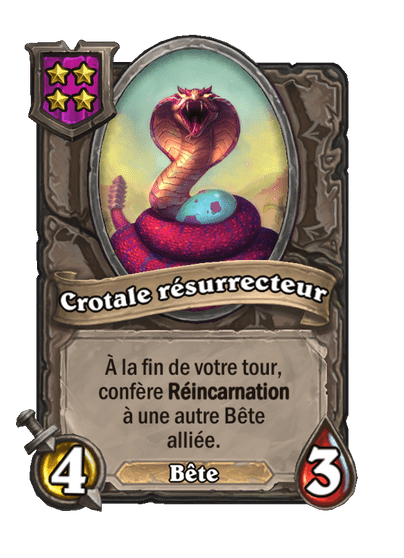 Crotale résurrecteur
À la fin de votre tour,
confère Réincarnation
à une autre Bête
alliée.
4
Bête
3